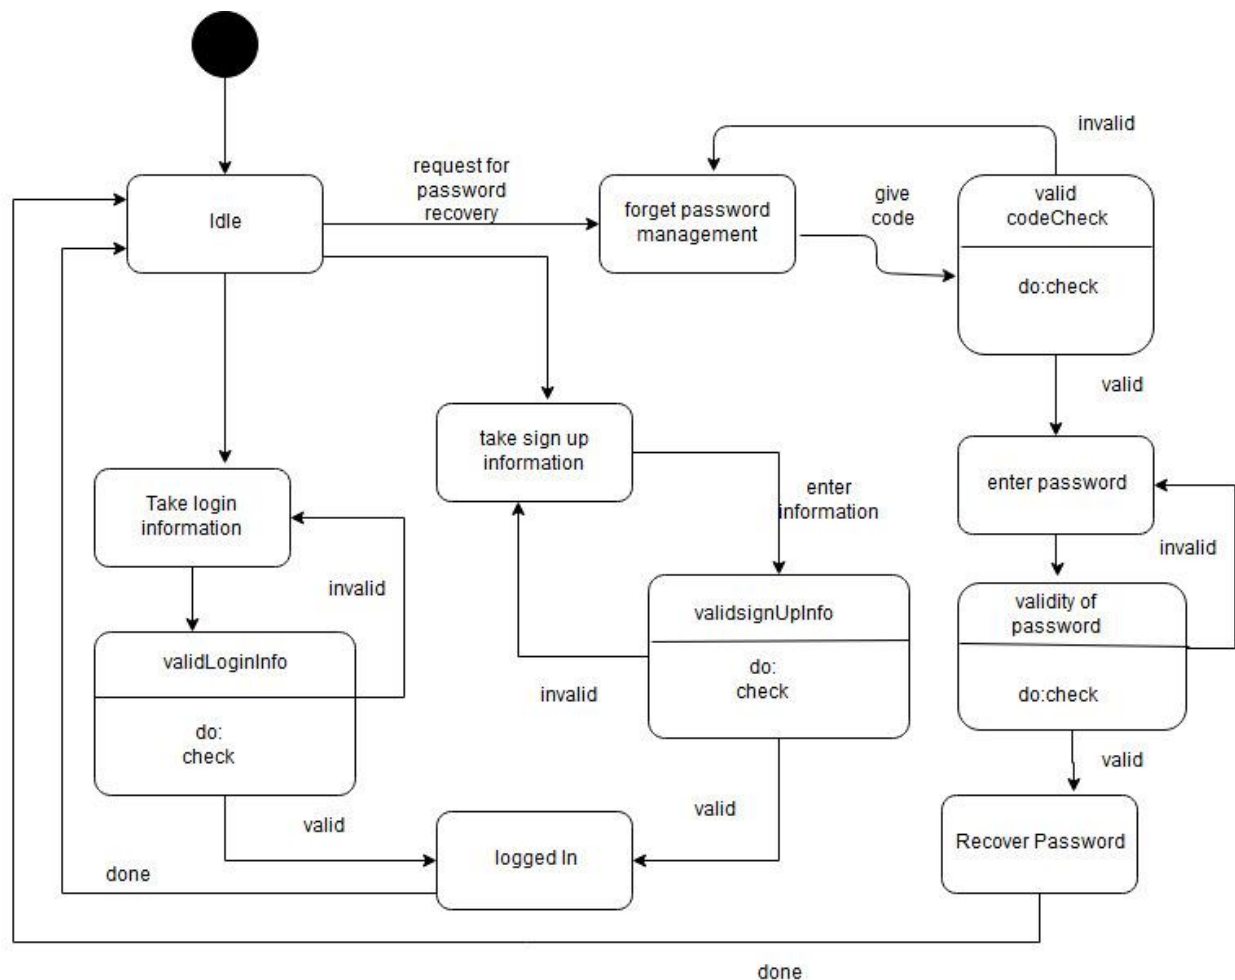 invalid
request for
password
recovery
Idle
forget password
management
give
code
valid
codeCheck
do:check
valid
take sign up
information
enter
information
enter password
invalid
Take login
information
invalid
validLoginInfo
do:
check
validsignUpInfo
do:
check
invalid
validity of
password
do:check
valid
valid
valid
logged In
Recover Password
done
done